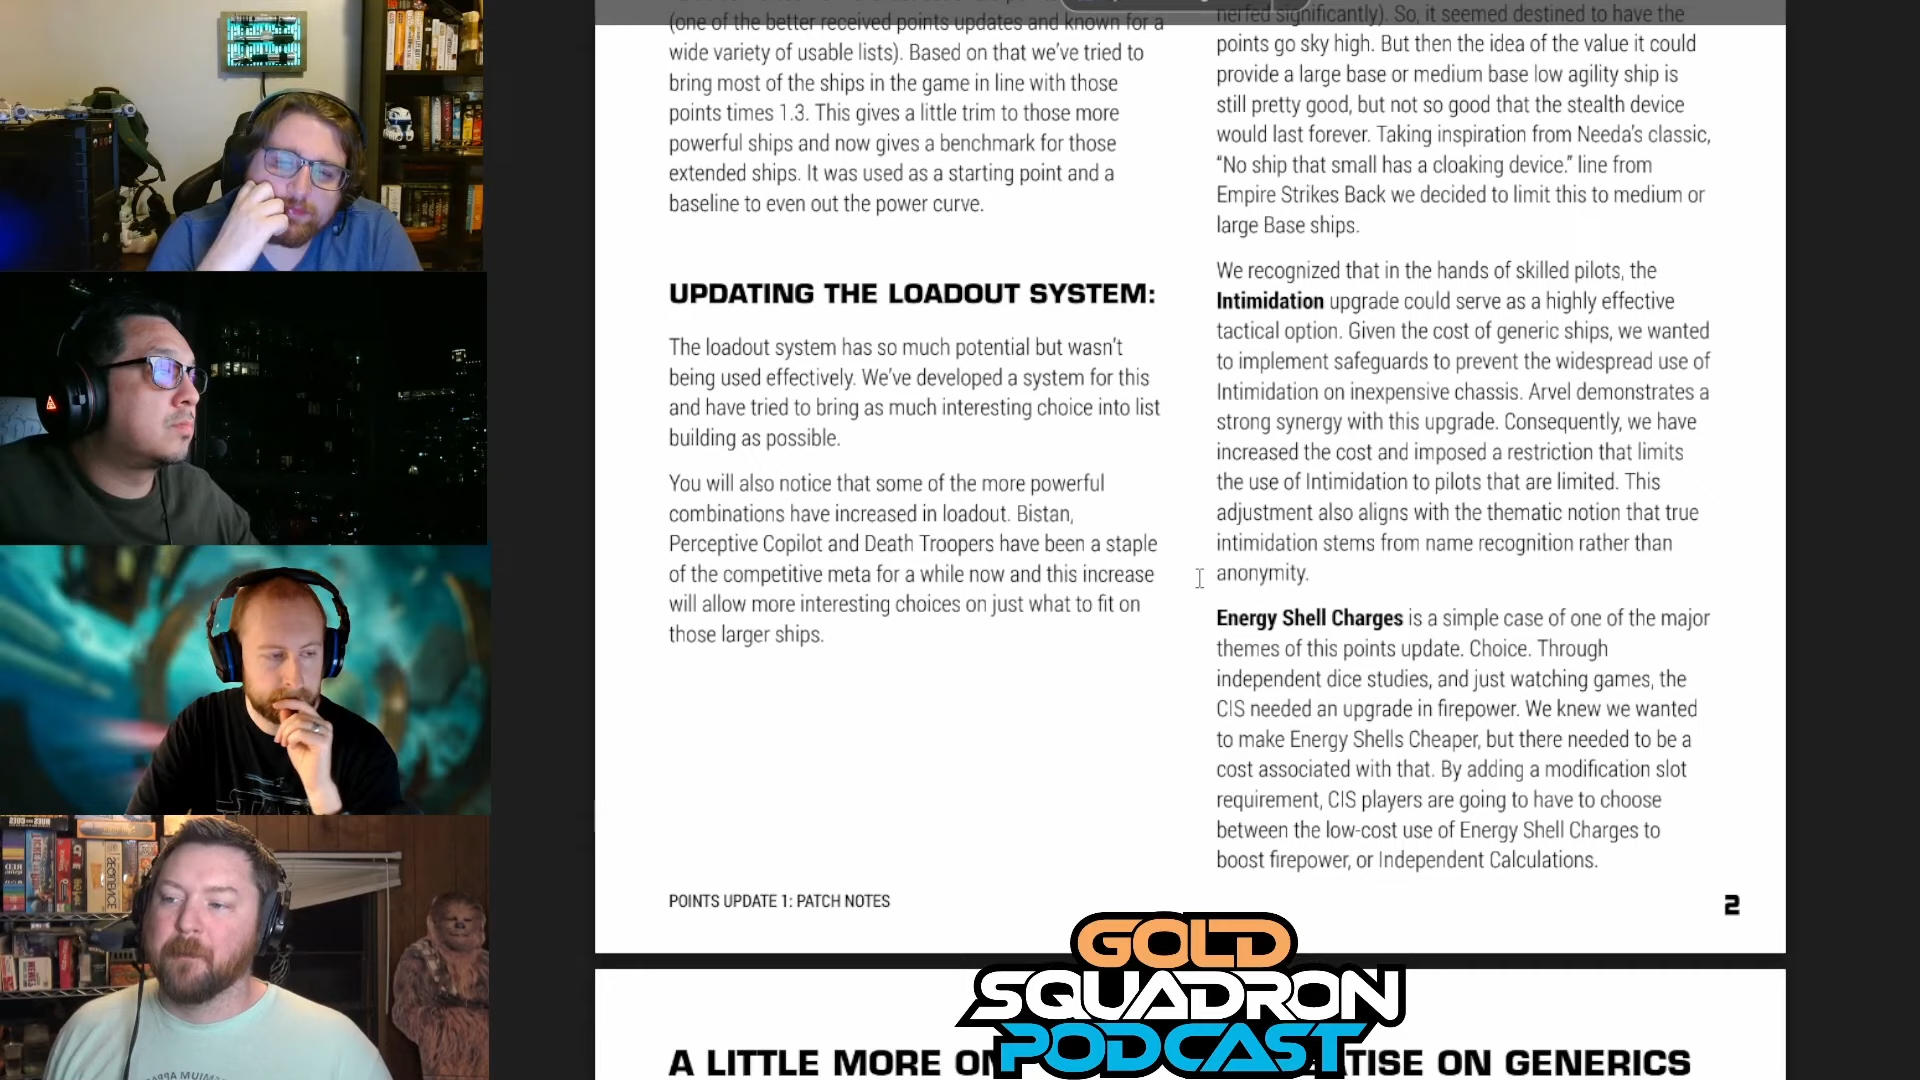 (one of the better received points updates and known for a
wide variety of usable lists). Based on that we've tried to
bring most of the ships in the game in line with those
points times 1.3. This gives a little trim to those more
powerful ships and now gives a benchmark for those
extended ships. It was used as a starting point and a
baseline to even out the power curve.
UPDATING THE LOADOUT SYSTEM:
The loadout system has so much potential but wasn't
being used effectively. We've developed a system for this
and have tried to bring as much interesting choice into list
building as possible.
You will also notice that some of the more powerful
combinations have increased in loadout. Bistan,
Perceptive Copilot and Death Troopers have been a staple
of the competitive meta for a while now and this increase
will allow more interesting choices on just what to fit on
those larger ships.
nerfed significantly). So, it seemed destined to have the
points go sky high. But then the idea of the value it could
provide a large base or medium base low agility ship is
still pretty good, but not so good that the stealth device
would last forever. Taking inspiration from Needa's classic,
“No ship that small has a cloaking device.” line from
Empire Strikes Back we decided to limit this to medium or
large Base ships.
We recognized that in the hands of skilled pilots, the
Intimidation upgrade could serve as a highly effective
tactical option. Given the cost of generic ships, we wanted
to implement safeguards to prevent the widespread use of
Intimidation on inexpensive chassis. Arvel demonstrates a
strong synergy with this upgrade. Consequently, we have
increased the cost and imposed a restriction that limits
the use of Intimidation to pilots that are limited. This
adjustment also aligns with the thematic notion that true
intimidation stems from name recognition rather than
anonymity.
Energy Shell Charges is a simple case of one of the major
themes of this points update. Choice. Through
independent dice studies, and just watching games, the
CIS needed an upgrade in firepower. We knew we wanted
to make Energy Shells Cheaper, but there needed to be a
cost associated with that. By adding a modification slot
requirement, CIS players are going to have to choose
between the low-cost use of Energy Shell Charges to
boost firepower, or Independent Calculations.
POINTS UPDATE 1: PATCH NOTES
2
GOLD
SQUADRON
PODCAST
A LITTLE MORE ON GENERICS